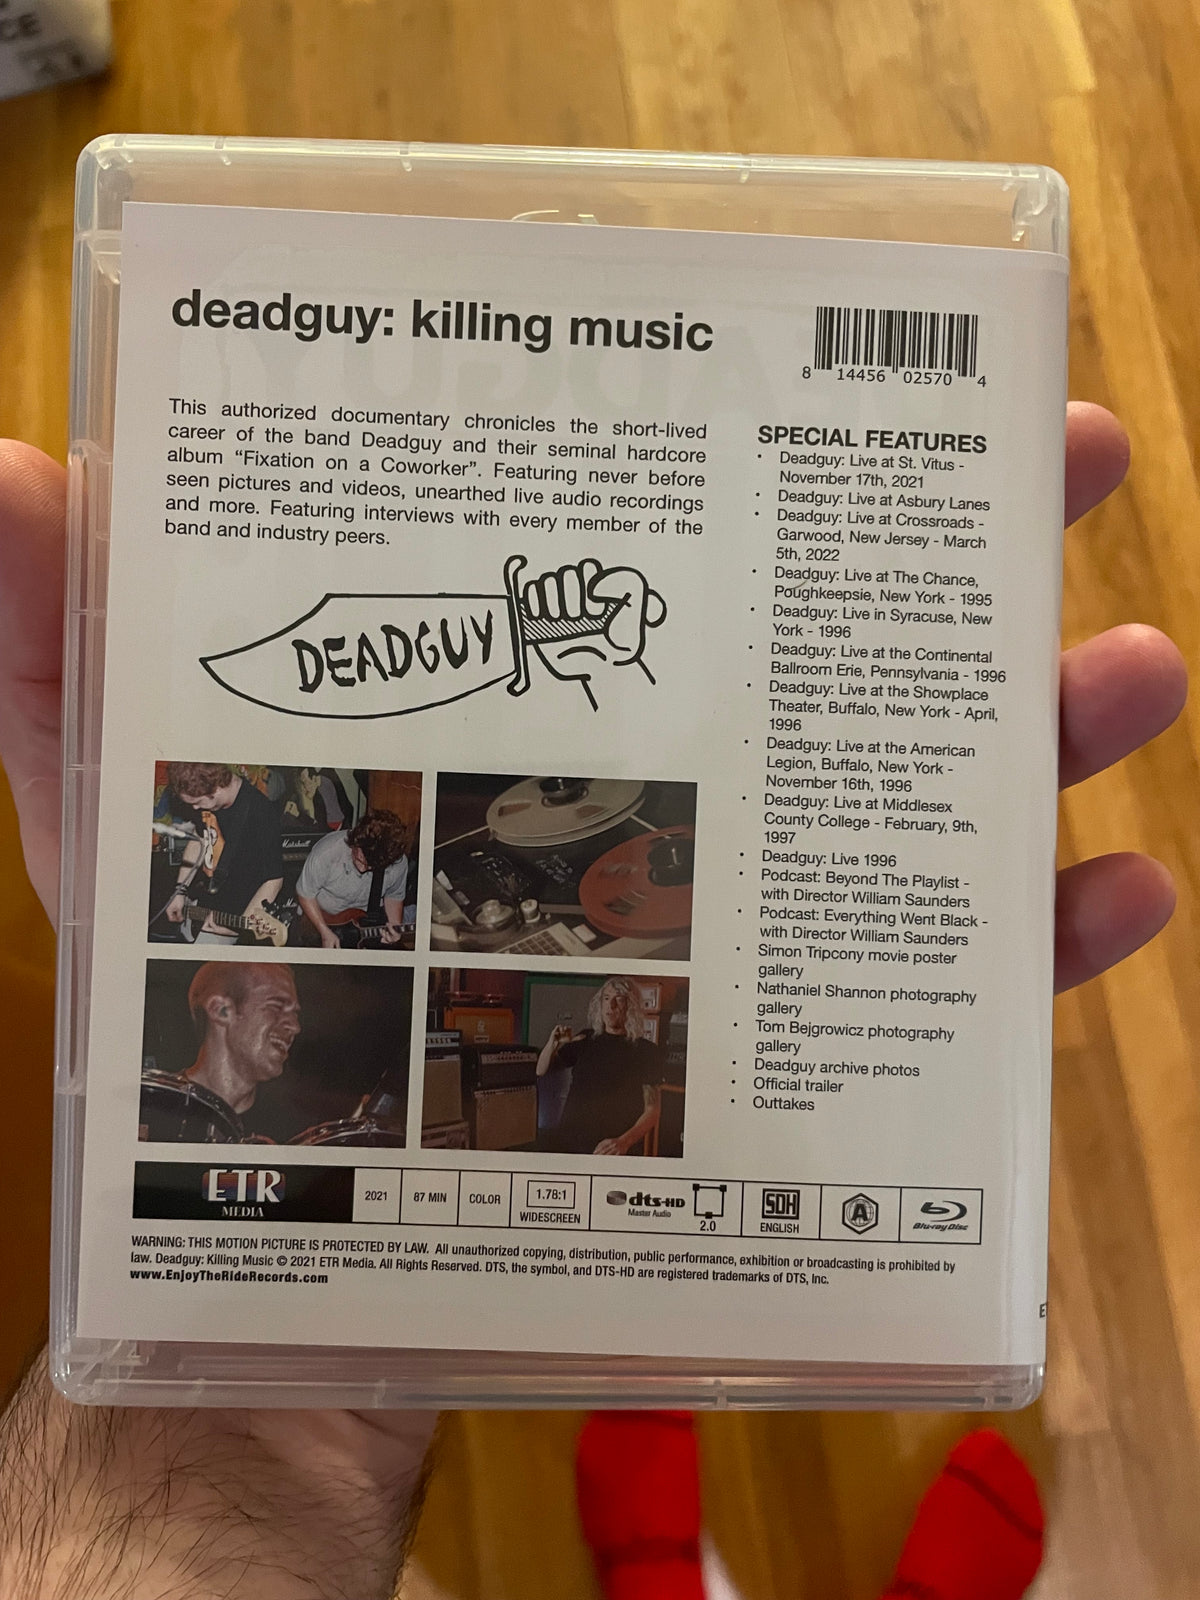 CE
deadguy: killing music
8 14456 02570 4
This authorized documentary chronicles the short-lived
career of the band Deadguy and their seminal hardcore
album “Fixation on a Coworker”. Featuring never before
seen pictures and videos, unearthed live audio recordings
and more. Featuring interviews with every member of the
band and industry peers.
DEADGUY
Marshall
SPECIAL FEATURES
• Deadguy: Live at St. Vitus -
November 17th, 2021
• Deadguy: Live at Asbury Lanes
• Deadguy: Live at Crossroads -
Garwood, New Jersey - March
5th, 2022
• Deadguy: Live at The Chance,
Poughkeepsie, New York - 1995
• Deadguy: Live in Syracuse, New
York - 1996
• Deadguy: Live at the Continental
Ballroom Erie, Pennsylvania - 1996
• Deadguy: Live at the Showplace
Theater, Buffalo, New York - April,
1996
• Deadguy: Live at the American
Legion, Buffalo, New York -
November 16th, 1996
• Deadguy: Live at Middlesex
County College - February, 9th,
1997
• Deadguy: Live 1996
• Podcast: Beyond The Playlist -
with Director William Saunders
• Podcast: Everything Went Black -
with Director William Saunders
• Simon Tripcony movie poster
gallery
• Nathaniel Shannon photography
gallery
• Tom Bejgrowicz photography
gallery
• Deadguy archive photos
• Official trailer
• Outtakes
ETR
MEDIA
2021
87 MIN
COLOR
1.78:1
WIDESCREEN
dts-HD
Master Audio
2.0
SDH
ENGLISH
A
Blu-ray Disc
WARNING: THIS MOTION PICTURE IS PROTECTED BY LAW. All unauthorized copying, distribution, public performance, exhibition or broadcasting is prohibited by
law. Deadguy: Killing Music © 2021 ETR Media. All Rights Reserved. DTS, the symbol, and DTS-HD are registered trademarks of DTS, Inc.
www.EnjoyTheRideRecords.com